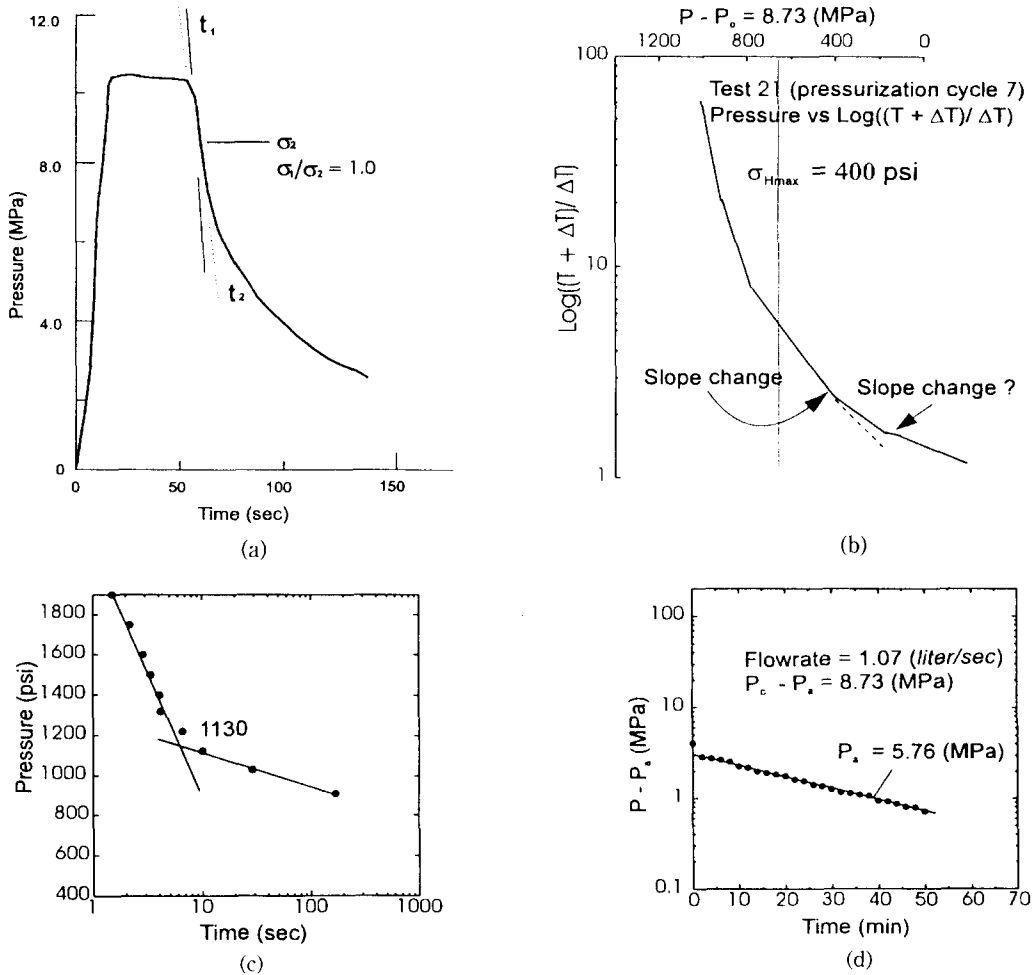 12.0
8.0
4.0
0
Pressure (MPa)
t₁
σ₂
σ₁/σ₂ = 1.0
t₂
0 50 100 150
Time (sec)
(a)
P - Pₒ = 8.73 (MPa)
1200 800 400 0
100
10
1
Log((T + ΔT)/ ΔT)
Test 21 (pressurization cycle 7)
Pressure vs Log((T + ΔT)/ ΔT)
σHmax = 400 psi
Slope change
Slope change ?
(b)
1800
1600
1400
1200
1000
800
600
400
Pressure (psi)
1130
1 10 100 1000
Time (sec)
(c)
100
10
1
0.1
P - Pₐ (MPa)
Flowrate = 1.07 (liter/sec)
P꜀ - Pₐ = 8.73 (MPa)
Pₐ = 5.76 (MPa)
0 10 20 30 40 50 60 70
Time (min)
(d)